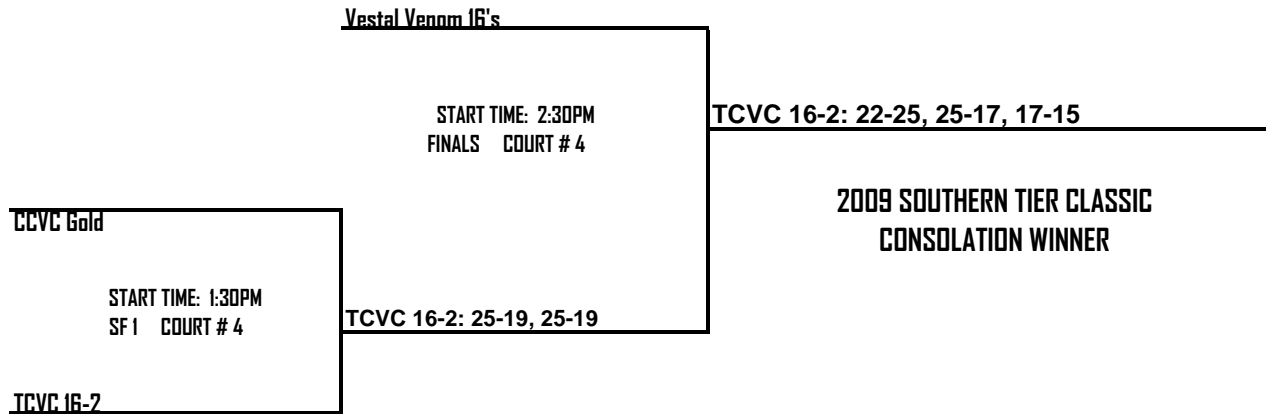 Vestal Venom 16's
START TIME: 2:30PM
FINALS COURT # 4
TCVC 16-2: 22-25, 25-17, 17-15
2009 SOUTHERN TIER CLASSIC
CONSOLATION WINNER
CCVC Gold
START TIME: 1:30PM
SF 1 COURT # 4
TCVC 16-2: 25-19, 25-19
TCVC 16-2